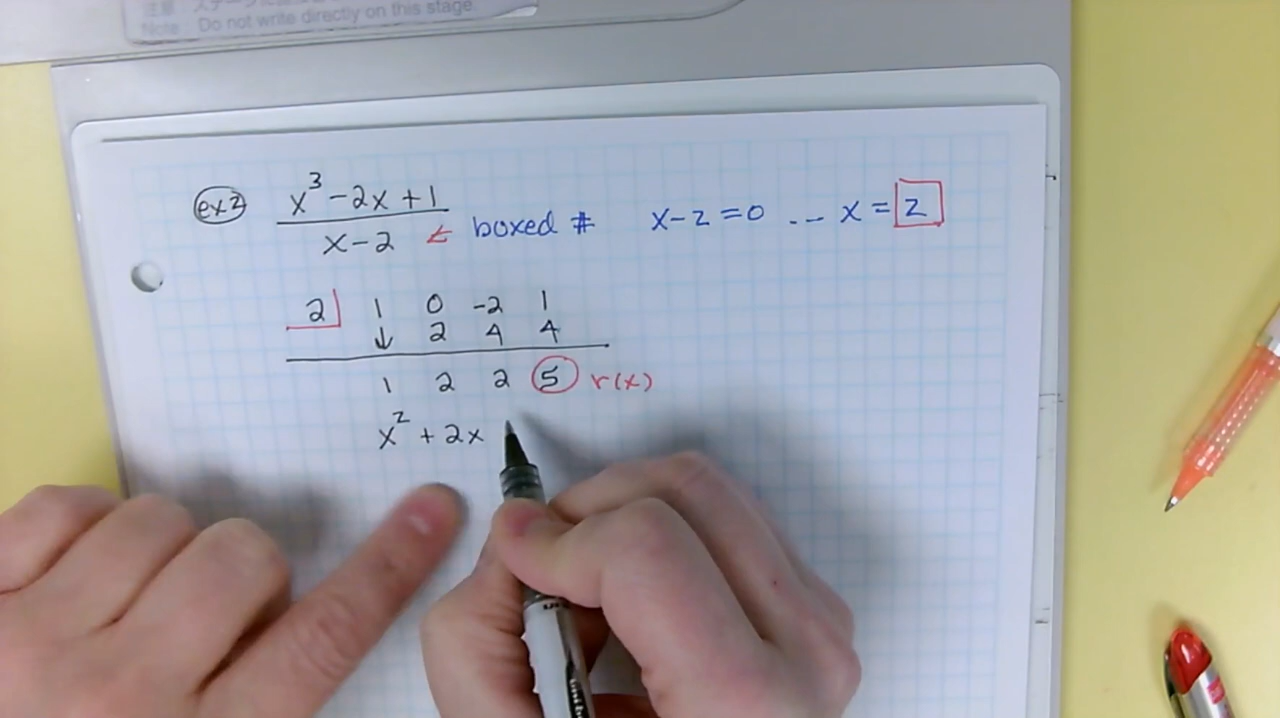 Note Do not write directly on this stage
ex2 x³ - 2x + 1
x - 2 ← boxed # x - 2 = 0 -- x = 2
2 1 0 -2 1
↓ 2 4 4
1 2 2 5 r(x)
x² + 2x